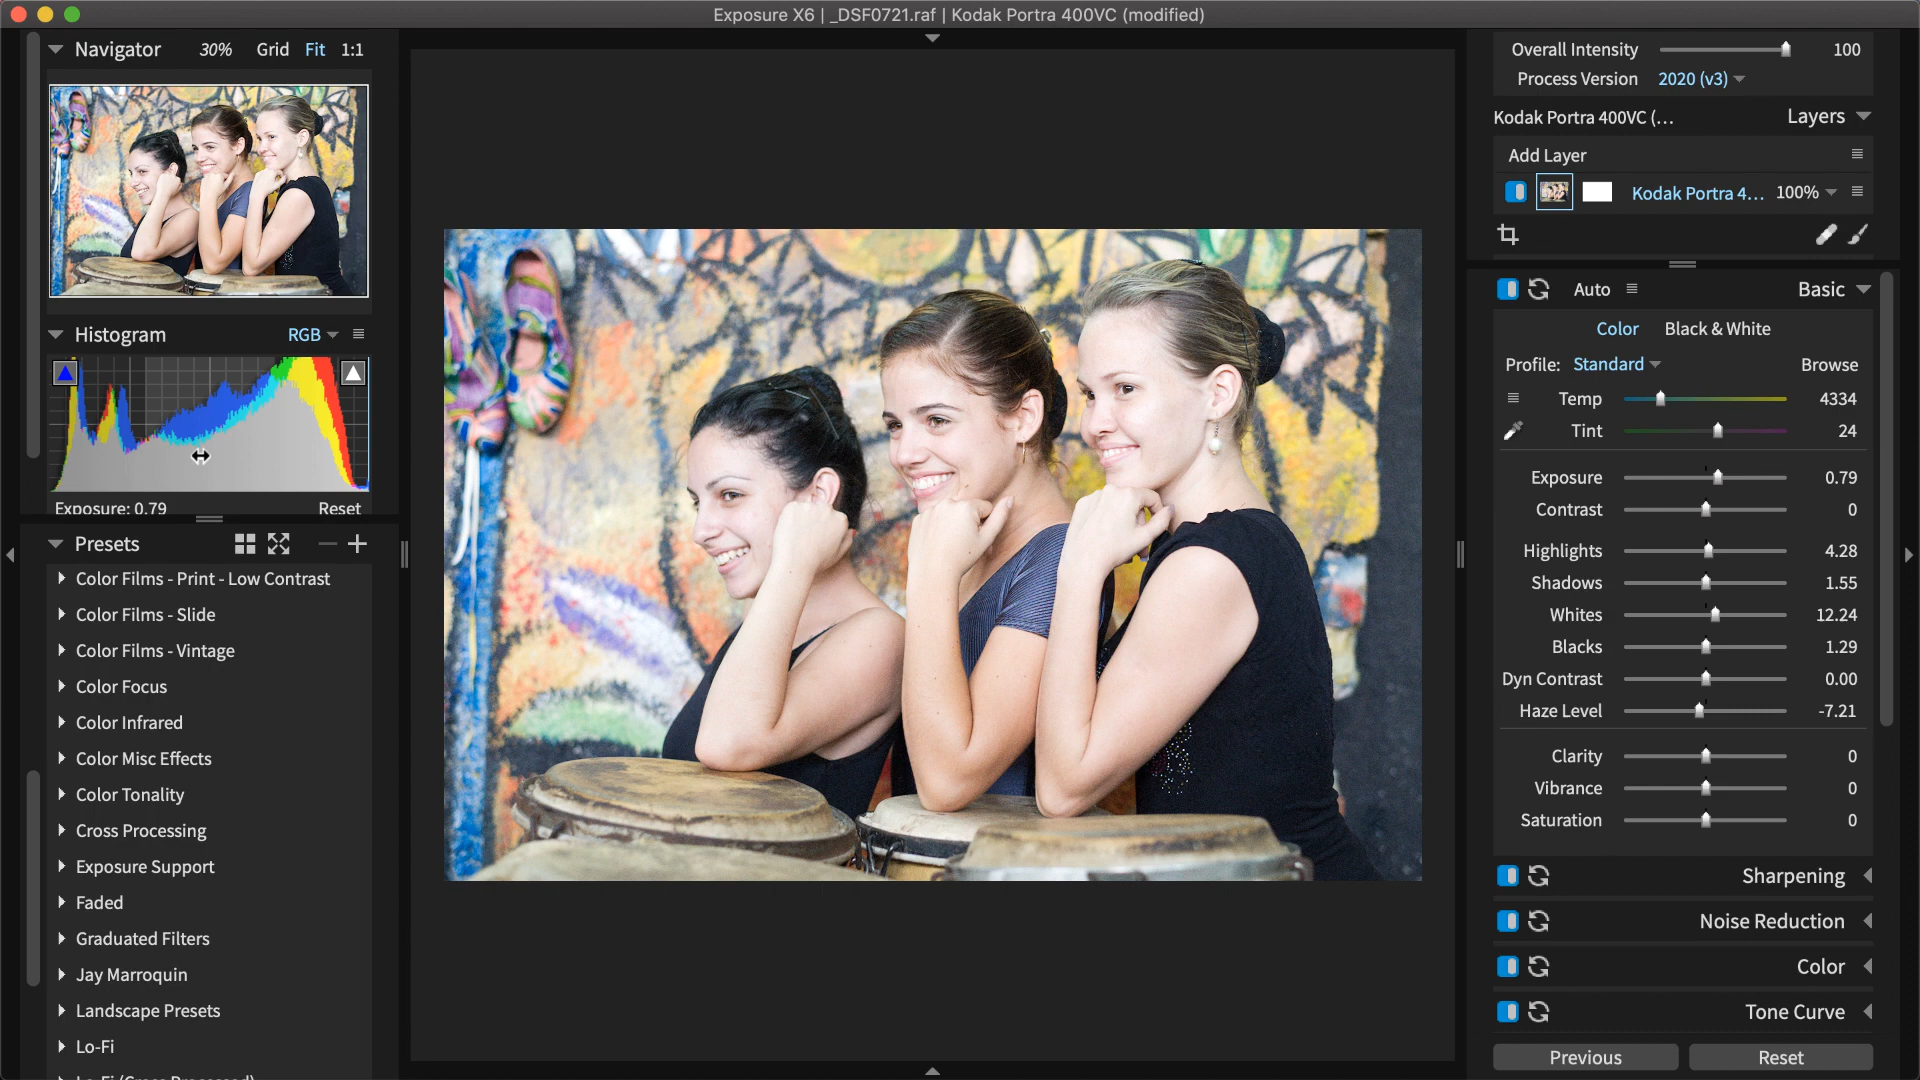 Exposure X6 | _DSF0721.raf | Kodak Portra 400VC (modified)
Navigator 30% Grid Fit 1:1
Histogram RGB
Exposure: 0.79 Reset
Presets
Color Films - Print - Low Contrast
Color Films - Slide
Color Films - Vintage
Color Focus
Color Infrared
Color Misc Effects
Color Tonality
Cross Processing
Exposure Support
Faded
Graduated Filters
Jay Marroquin
Landscape Presets
Lo-Fi
Overall Intensity 100
Process Version 2020 (v3)
Kodak Portra 400VC (... Layers
Add Layer
Kodak Portra 4... 100%
Auto Basic
Color Black & White
Profile: Standard Browse
Temp 4334
Tint 24
Exposure 0.79
Contrast 0
Highlights 4.28
Shadows 1.55
Whites 12.24
Blacks 1.29
Dyn Contrast 0.00
Haze Level -7.21
Clarity 0
Vibrance 0
Saturation 0
Sharpening
Noise Reduction
Color
Tone Curve
Previous Reset